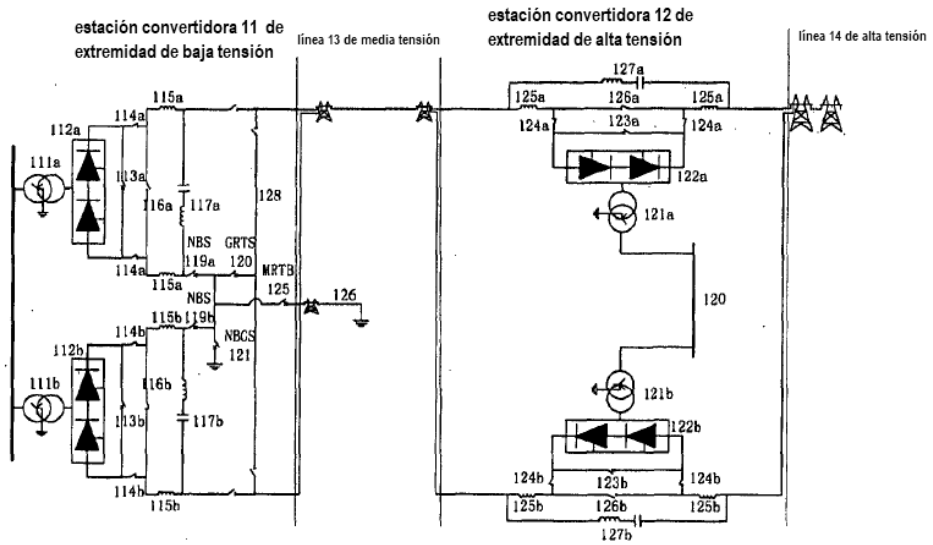 estación convertidora 11 de
extremidad de baja tensión
línea 13 de media tensión
estación convertidora 12 de
extremidad de alta tensión
línea 14 de alta tensión
127a
115a
125a
126a
125a
114a
123a
112a
124a
124a
111a
113a
122a
128
116a
117a
121a
NBS
GRTS
119a
120
114a
MRTB
115a
125
126
NBS
120
115b
119b
114b
NBGS
112b
121
116b
111b
121b
117b
122b
113b
124b
124b
123b
114b
125b
126b
125b
115b
127b